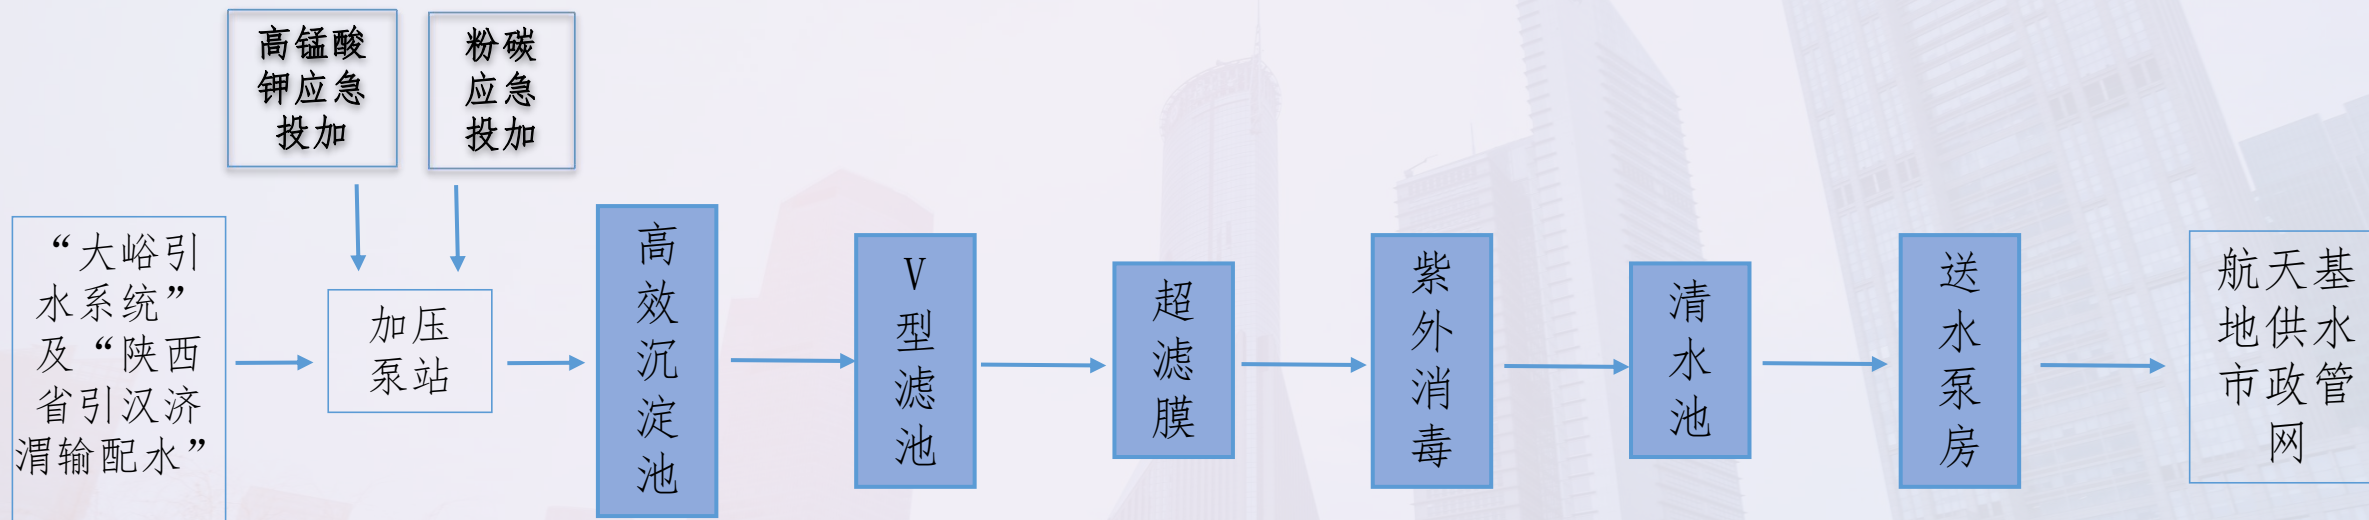 高锰酸
钾应急
投加
粉碳
应急
投加
“大峪引
水系统”
及“陕西
省引汉济
渭输配水”
加压
泵站
高
效
沉
淀
池
V
型
滤
池
超
滤
膜
紫
外
消
毒
清
水
池
送
水
泵
房
航天基
地供水
市政管
网